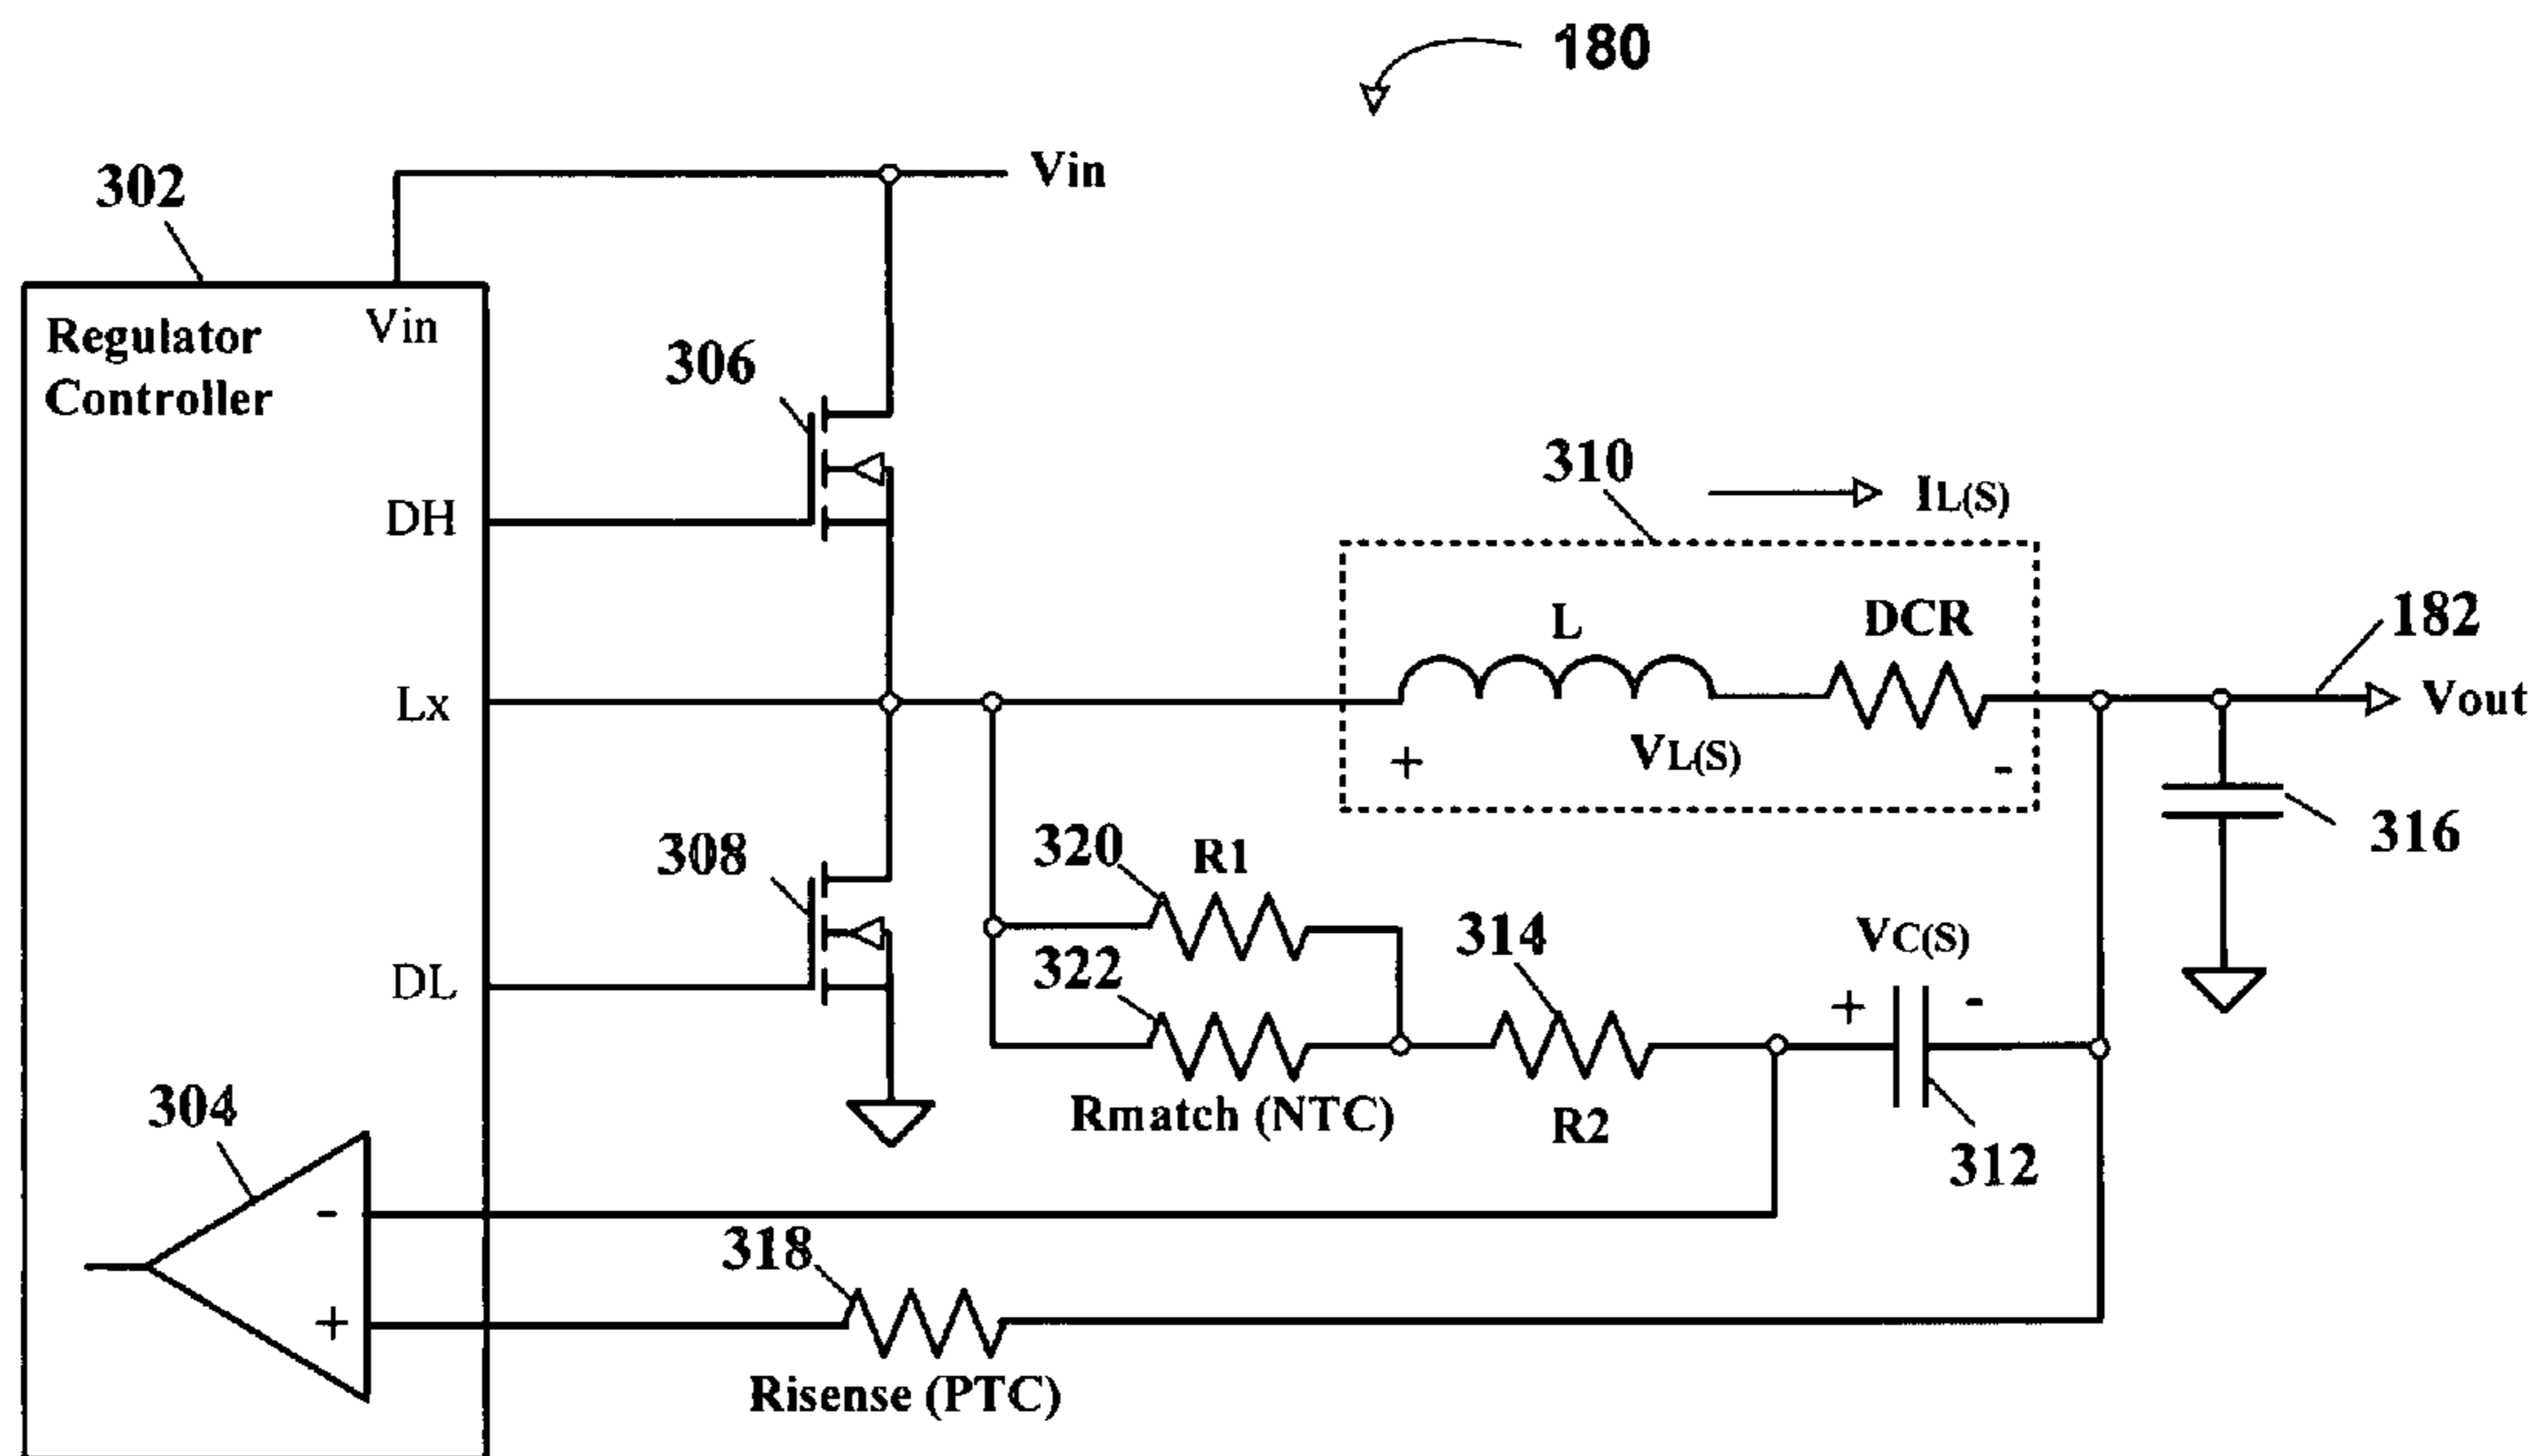 180
Vin
302
Vin
Regulator
Controller
306
DH
310
IL(S)
L
DCR
182
Lx
Vout
VL(S)
+
-
308
320
R1
316
322
314
VC(S)
DL
+
-
Rmatch (NTC)
R2
312
304
-
318
+
Risense (PTC)